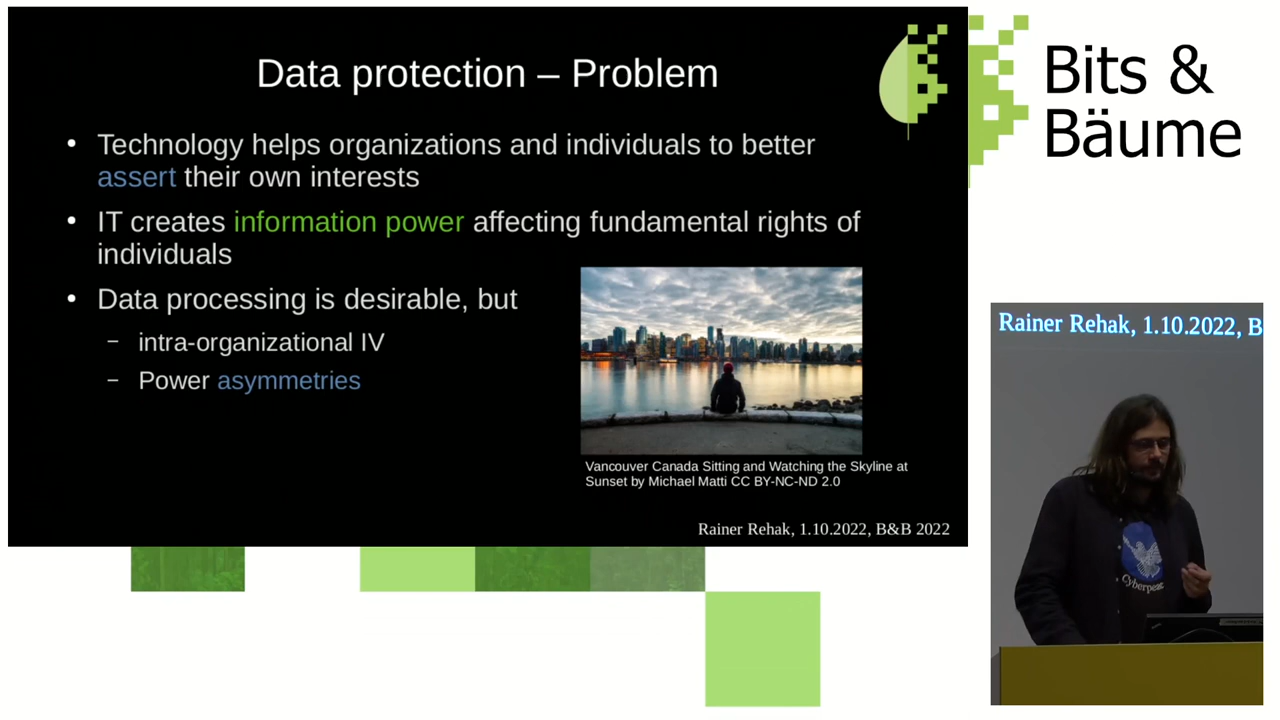 Data protection – Problem
• Technology helps organizations and individuals to better
assert their own interests
• IT creates information power affecting fundamental rights of
individuals
• Data processing is desirable, but
– intra-organizational IV
– Power asymmetries
Vancouver Canada Sitting and Watching the Skyline at
Sunset by Michael Matti CC BY-NC-ND 2.0
Rainer Rehak, 1.10.2022, B&B 2022
Bits &
Bäume
Rainer Rehak, 1.10.2022, B
Cyberpeace